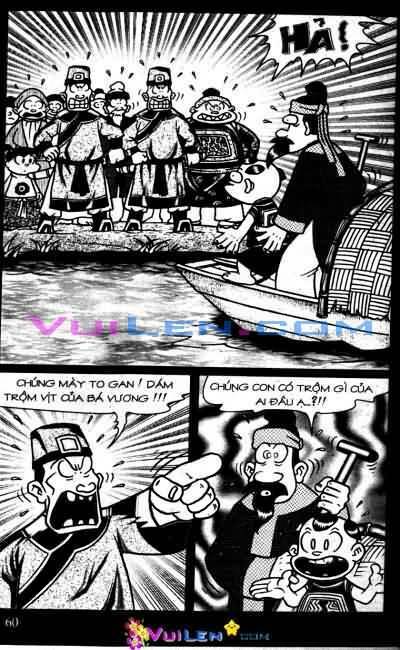 HẢ!
VuiLen.com
CHÚNG MÀY TO GAN! DÁM
TRỘM VỊT CỦA BÁ VƯƠNG!!!
CHÚNG CON CÓ TRỘM GÌ CỦA
AI ĐÂU Ạ...?!!
60
VuiLen.com